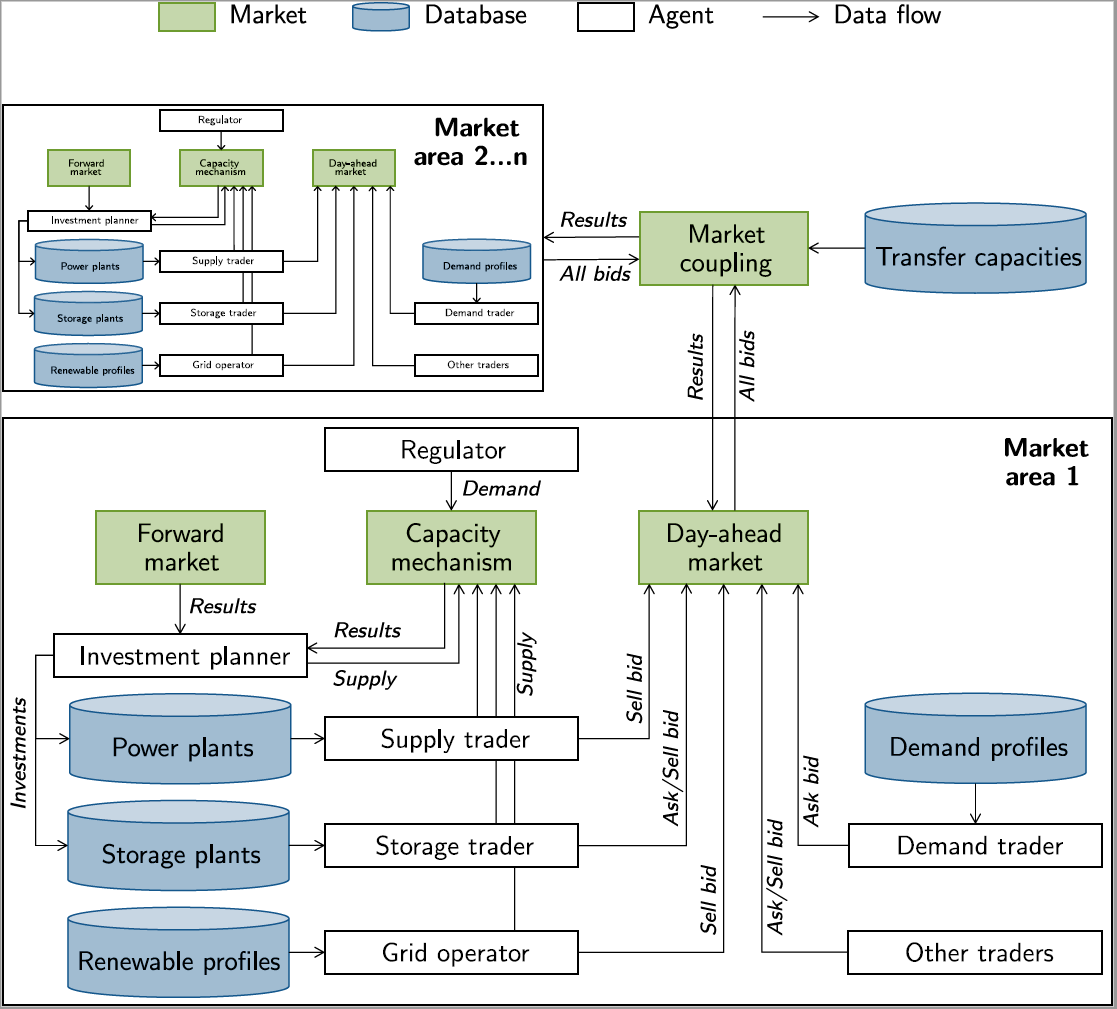 Market
Database
Agent
Data flow
Regulator
Market
area 2...n
Forward
market
Capacity
mechanism
Day-ahead
market
Investment planner
Power plants
Supply trader
Demand profiles
Storage plants
Storage trader
Demand trader
Renewable profiles
Grid operator
Other traders
Results
All bids
Market
coupling
Transfer capacities
Results
All bids
Market
area 1
Regulator
Demand
Forward
market
Capacity
mechanism
Day-ahead
market
Results
Investment planner
Results
Supply
Supply
Investments
Power plants
Supply trader
Sell bid
Ask/Sell bid
Sell bid
Ask/Sell bid
Ask bid
Demand profiles
Storage plants
Storage trader
Demand trader
Renewable profiles
Grid operator
Other traders